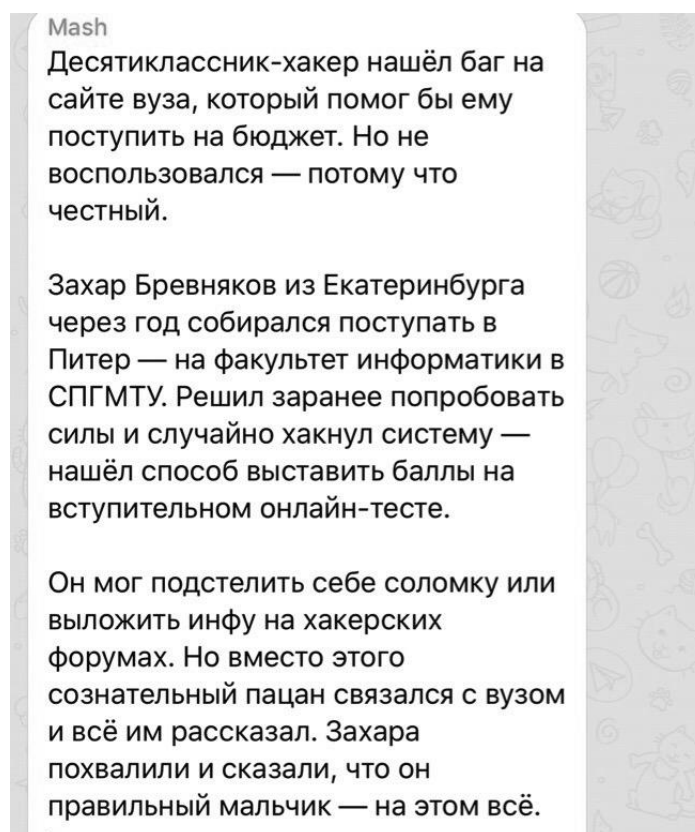 Mash
Десятиклассник-хакер нашёл баг на
сайте вуза, который помог бы ему
поступить на бюджет. Но не
воспользовался — потому что
честный.
Захар Бревняков из Екатеринбурга
через год собирался поступать в
Питер — на факультет информатики в
СПГМТУ. Решил заранее попробовать
силы и случайно хакнул систему —
нашёл способ выставить баллы на
вступительном онлайн-тесте.
Он мог подстелить себе соломку или
выложить инфу на хакерских
форумах. Но вместо этого
сознательный пацан связался с вузом
и всё им рассказал. Захара
похвалили и сказали, что он
правильный мальчик — на этом всё.